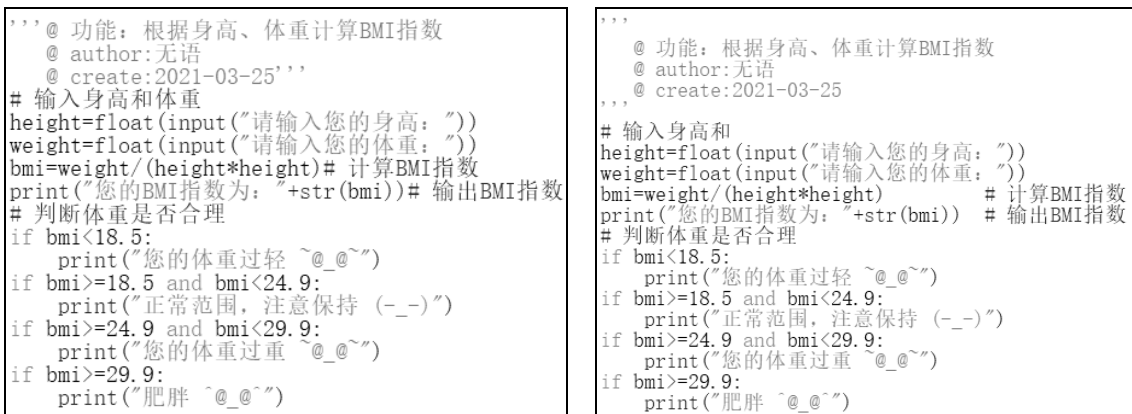 '''@ 功能：根据身高、体重计算BMI指数
@ author:无语
@ create:2021-03-25'''
# 输入身高和体重
height=float(input("请输入您的身高："))
weight=float(input("请输入您的体重："))
bmi=weight/(height*height)# 计算BMI指数
print("您的BMI指数为："+str(bmi))# 输出BMI指数
# 判断体重是否合理
if bmi<18.5:
    print("您的体重过轻 ~@_@~")
if bmi>=18.5 and bmi<24.9:
    print("正常范围，注意保持 (-_-)")
if bmi>=24.9 and bmi<29.9:
    print("您的体重过重 ~@_@~")
if bmi>=29.9:
    print("肥胖 ^@_@^")
'''
@ 功能：根据身高、体重计算BMI指数
@ author:无语
@ create:2021-03-25
'''
# 输入身高和
height=float(input("请输入您的身高："))
weight=float(input("请输入您的体重："))
bmi=weight/(height*height) # 计算BMI指数
print("您的BMI指数为："+str(bmi)) # 输出BMI指数
# 判断体重是否合理
if bmi<18.5:
    print("您的体重过轻 ~@_@~")
if bmi>=18.5 and bmi<24.9:
    print("正常范围，注意保持 (-_-)")
if bmi>=24.9 and bmi<29.9:
    print("您的体重过重 ~@_@~")
if bmi>=29.9:
    print("肥胖 ^@_@^")